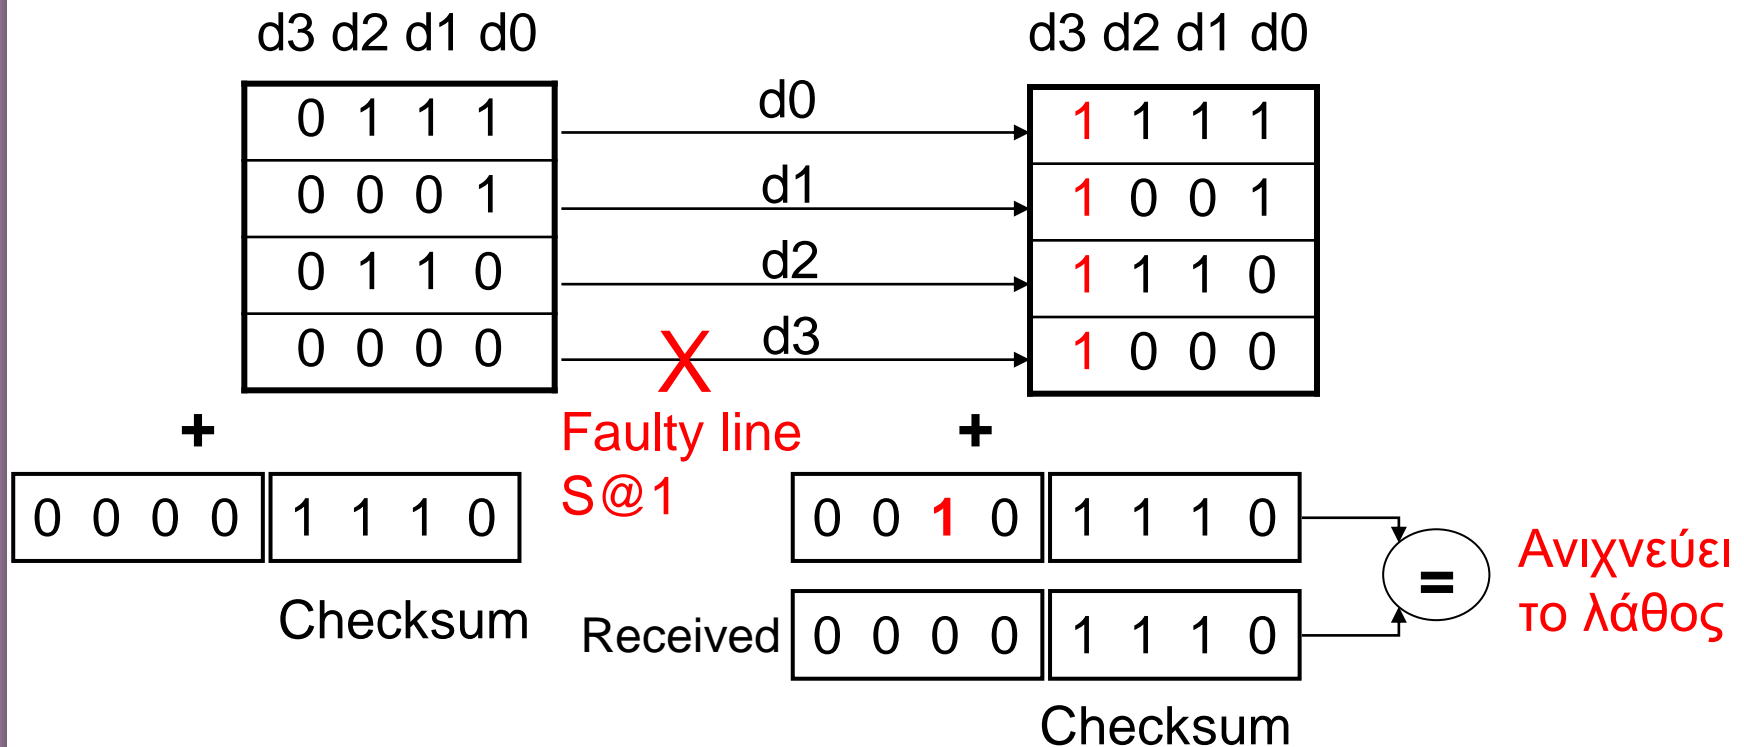 d3 d2 d1 d0
d3 d2 d1 d0
0 1 1 1
d0
1 1 1 1
0 0 0 1
d1
1 0 0 1
0 1 1 0
d2
1 1 1 0
0 0 0 0
d3
1 0 0 0
X
+
Faulty line
S@1
+
0 0 0 0 1 1 1 0
0 0 1 0 1 1 1 0
=
Ανιχνεύει
το λάθος
Checksum
Received 0 0 0 0 1 1 1 0
Checksum